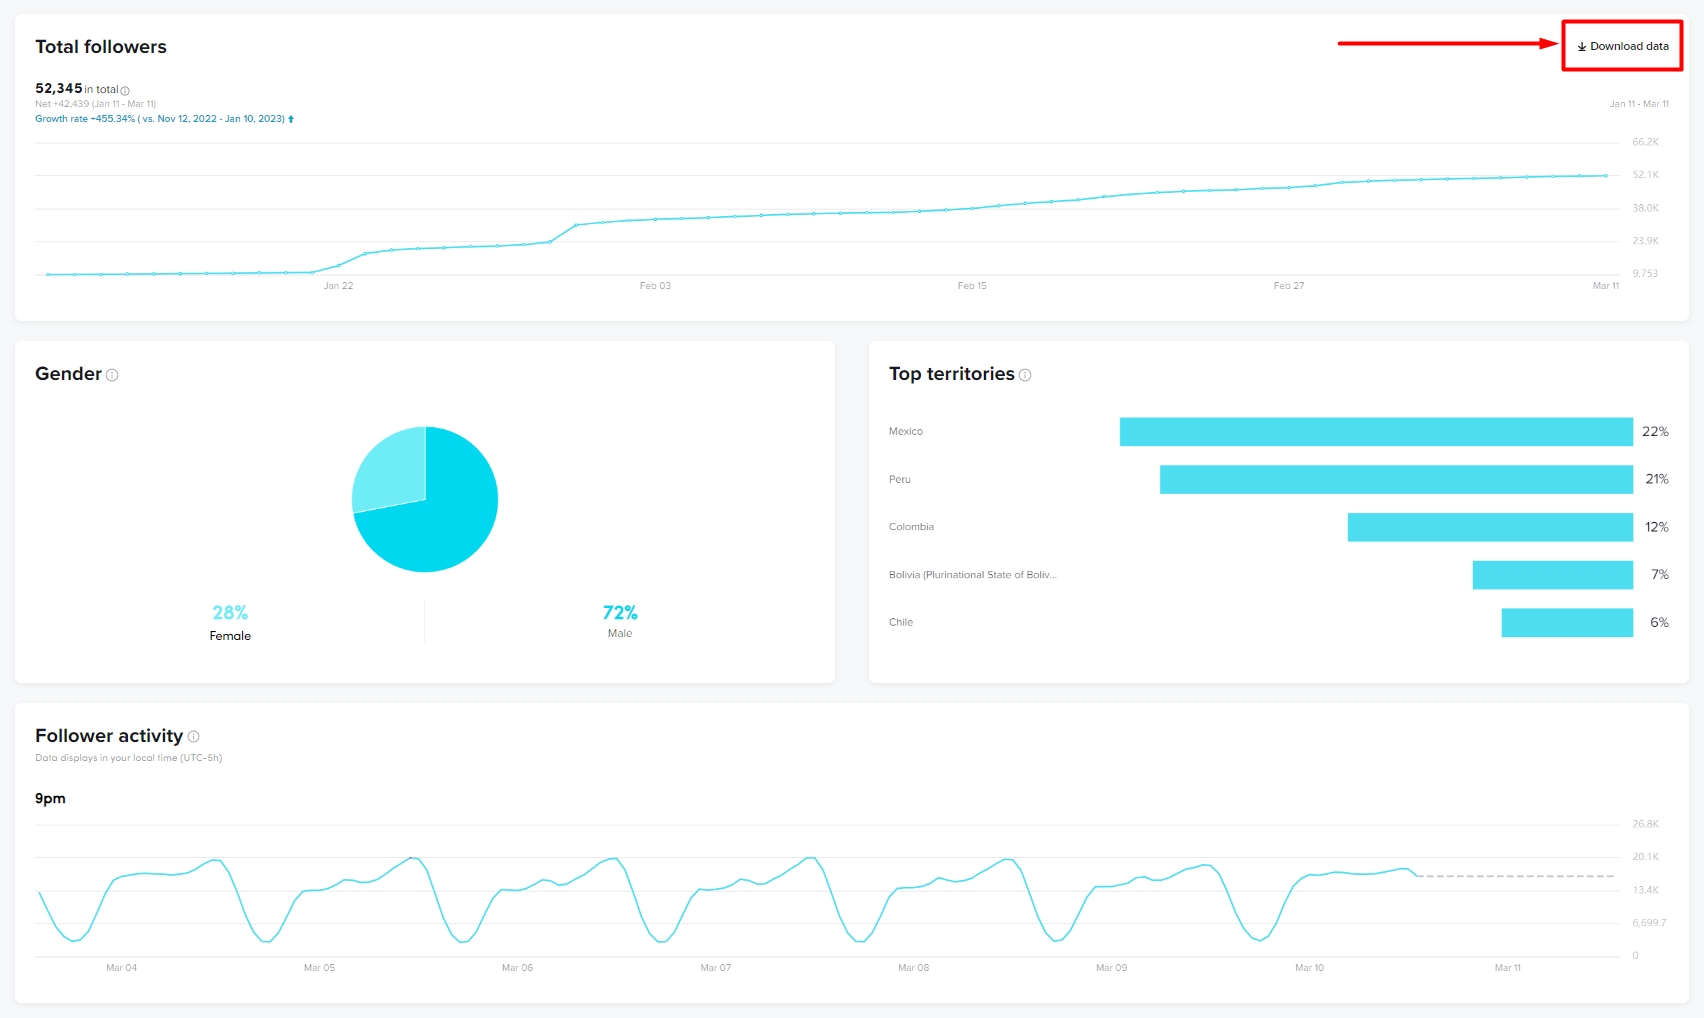 Total followers
Download data
52,345 in total
Net +42,439 (Jan 11 - Mar 11)
Growth rate +455.34% ( vs. Nov 12, 2022 - Jan 10, 2023)
Jan 11 - Mar 11
66.2K
52.1K
38.0K
23.9K
9,753
Jan 22
Feb 03
Feb 15
Feb 27
Mar 11
Gender
28%
Female
72%
Male
Top territories
Mexico
22%
Peru
21%
Colombia
12%
Bolivia (Plurinational State of Boliv...
7%
Chile
6%
Follower activity
Data displays in your local time (UTC-5h)
9pm
26.8K
20.1K
13.4K
6,699.7
0
Mar 04
Mar 05
Mar 06
Mar 07
Mar 08
Mar 09
Mar 10
Mar 11